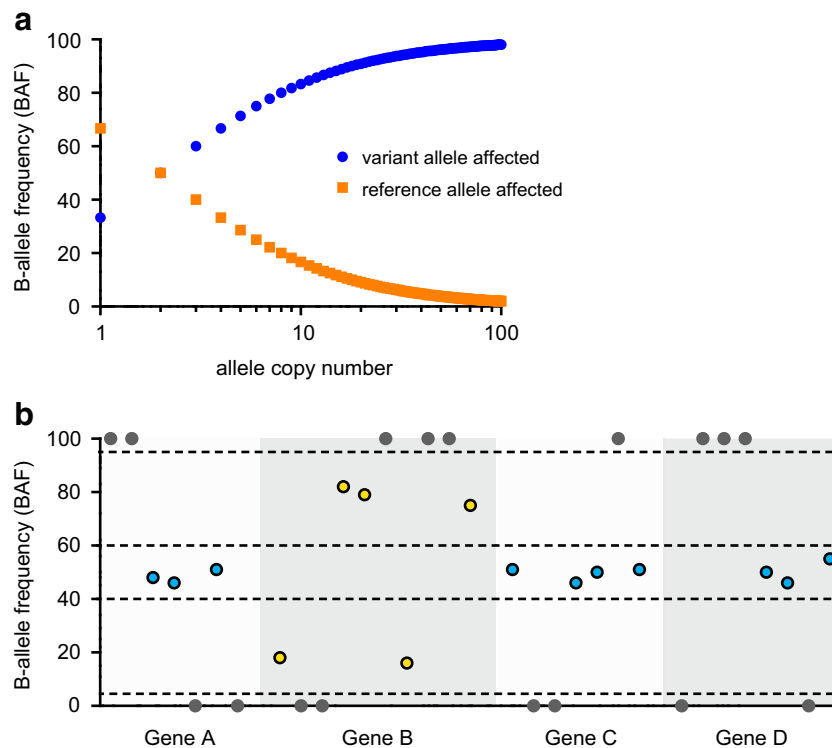 a
B-allele frequency (BAF)
100
80
60
40
20
0
variant allele affected
reference allele affected
1
10
100
allele copy number
b
B-allele frequency (BAF)
100
80
60
40
20
0
Gene A
Gene B
Gene C
Gene D